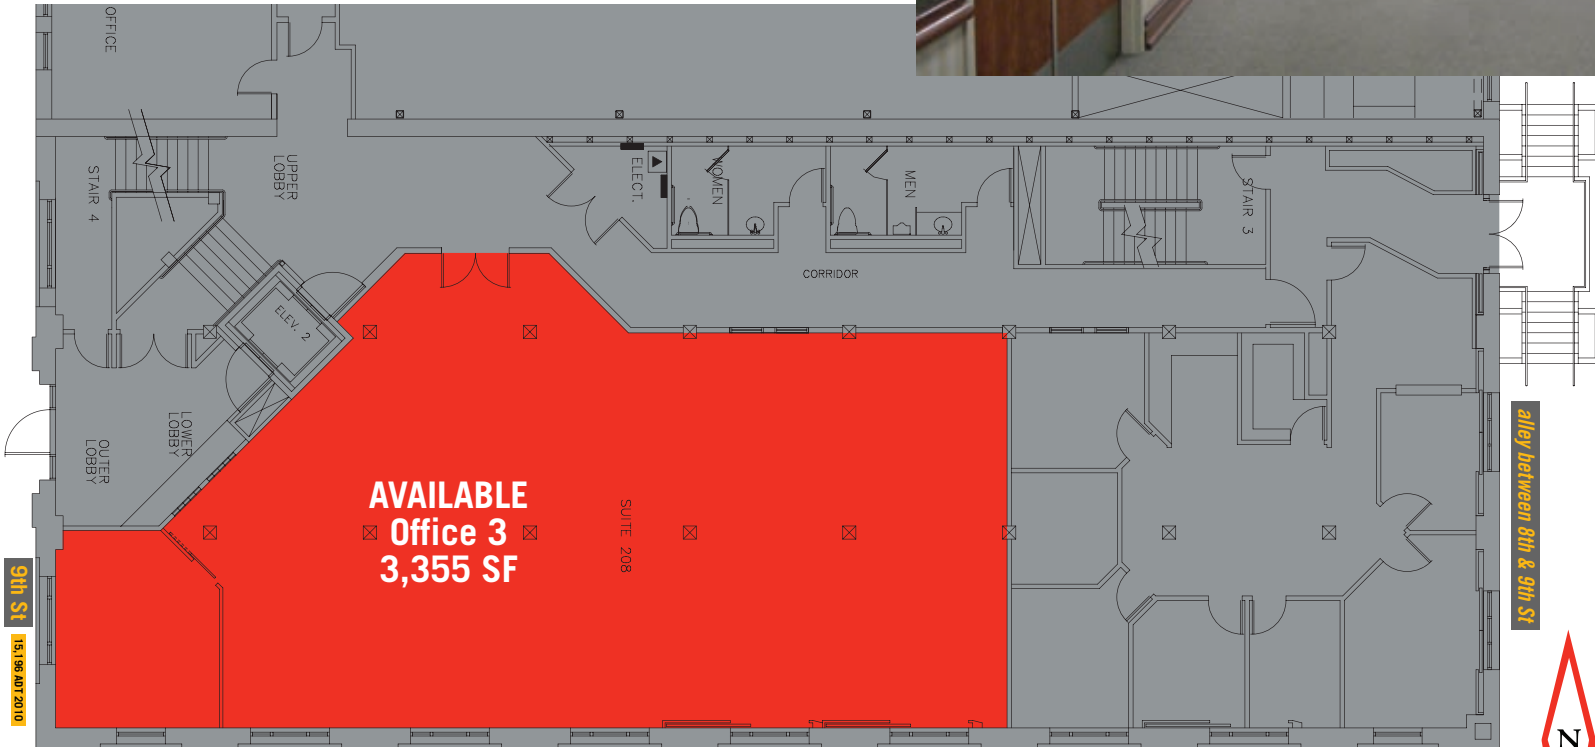 OFFICE
UPPER
LOBBY
STAIR 4
ELECT.
WOMEN
MEN
STAIR 3
CORRIDOR
ELEV. 2
LOWER
LOBBY
OUTER
LOBBY
AVAILABLE
Office 3
3,355 SF
SUITE 208
9th St
15,196 ADT 2010
alley between 8th & 9th St
N